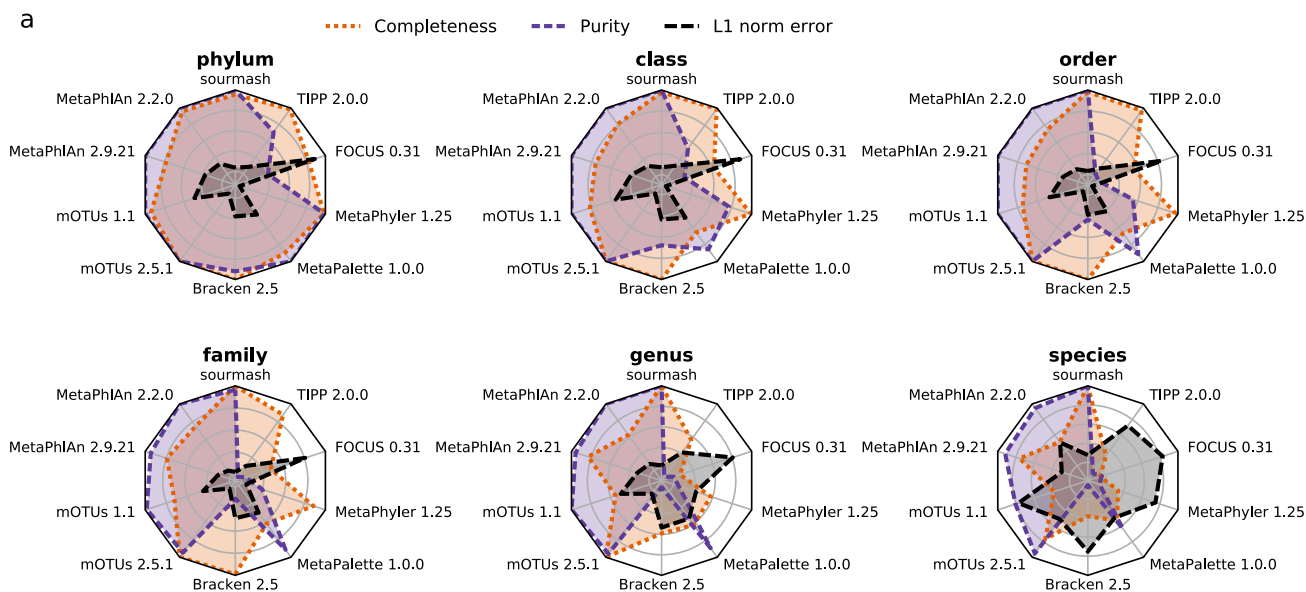 a
Completeness Purity L1 norm error
phylum
sourmash
TIPP 2.0.0
FOCUS 0.31
MetaPhyler 1.25
MetaPalette 1.0.0
Bracken 2.5
mOTUs 2.5.1
mOTUs 1.1
MetaPhlAn 2.9.21
MetaPhlAn 2.2.0
class
sourmash
TIPP 2.0.0
FOCUS 0.31
MetaPhyler 1.25
MetaPalette 1.0.0
Bracken 2.5
mOTUs 2.5.1
mOTUs 1.1
MetaPhlAn 2.9.21
MetaPhlAn 2.2.0
order
sourmash
TIPP 2.0.0
FOCUS 0.31
MetaPhyler 1.25
MetaPalette 1.0.0
Bracken 2.5
mOTUs 2.5.1
mOTUs 1.1
MetaPhlAn 2.9.21
MetaPhlAn 2.2.0
family
sourmash
TIPP 2.0.0
FOCUS 0.31
MetaPhyler 1.25
MetaPalette 1.0.0
Bracken 2.5
mOTUs 2.5.1
mOTUs 1.1
MetaPhlAn 2.9.21
MetaPhlAn 2.2.0
genus
sourmash
TIPP 2.0.0
FOCUS 0.31
MetaPhyler 1.25
MetaPalette 1.0.0
Bracken 2.5
mOTUs 2.5.1
mOTUs 1.1
MetaPhlAn 2.9.21
MetaPhlAn 2.2.0
species
sourmash
TIPP 2.0.0
FOCUS 0.31
MetaPhyler 1.25
MetaPalette 1.0.0
Bracken 2.5
mOTUs 2.5.1
mOTUs 1.1
MetaPhlAn 2.9.21
MetaPhlAn 2.2.0